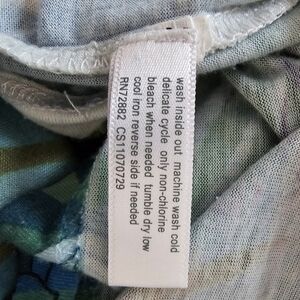 wash inside out machine wash cold
delicate cycle only non-chlorine
bleach when needed tumble dry low
cool iron reverse side if needed
RN72882 CS11070729